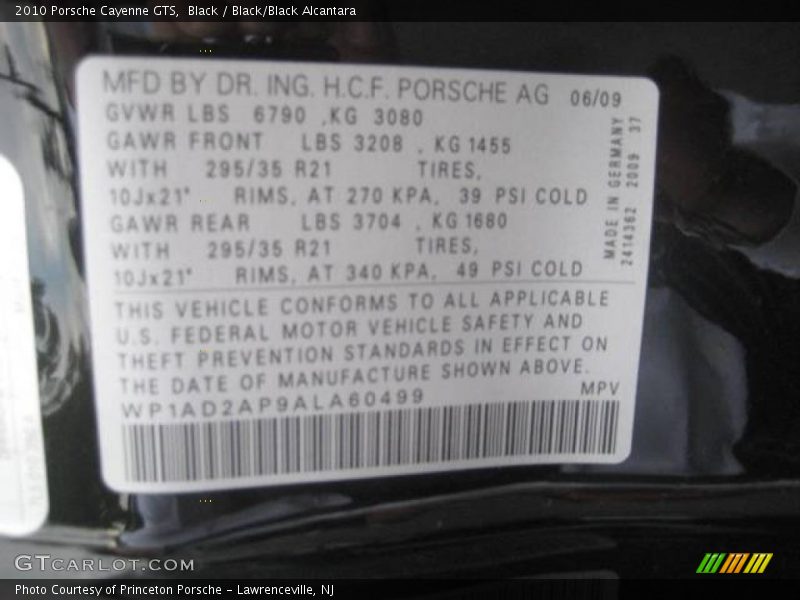 2010 Porsche Cayenne GTS, Black / Black/Black Alcantara
MFD BY DR. ING. H.C.F. PORSCHE AG 06/09
GVWR LBS 6790 ,KG 3080
GAWR FRONT LBS 3208 , KG 1455
WITH 295/35 R21 TIRES,
10Jx21" RIMS, AT 270 KPA, 39 PSI COLD
GAWR REAR LBS 3704 , KG 1680
WITH 295/35 R21 TIRES,
10Jx21" RIMS, AT 340 KPA, 49 PSI COLD
MADE IN GERMANY
2414362 2009 37
THIS VEHICLE CONFORMS TO ALL APPLICABLE
U.S. FEDERAL MOTOR VEHICLE SAFETY AND
THEFT PREVENTION STANDARDS IN EFFECT ON
THE DATE OF MANUFACTURE SHOWN ABOVE.
WP1AD2AP9ALA60499 MPV
GTCARLOT.COM
Photo Courtesy of Princeton Porsche - Lawrenceville, NJ